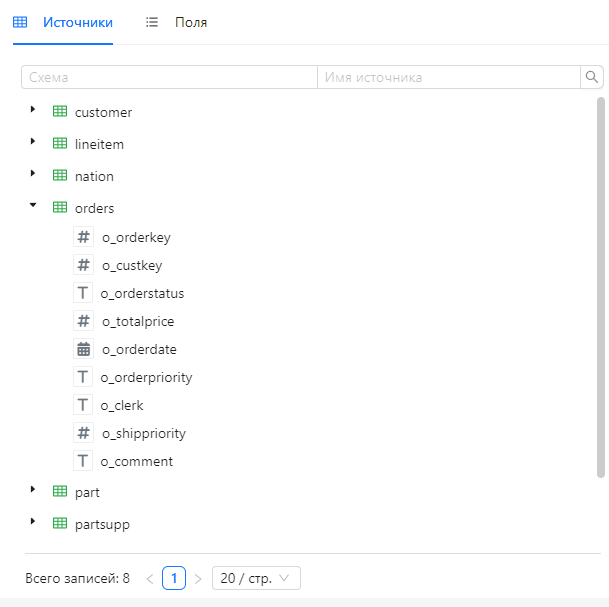 Источники Поля
Схема Имя источника
customer
lineitem
nation
orders
# o_orderkey
# o_custkey
T o_orderstatus
# o_totalprice
o_orderdate
T o_orderpriority
T o_clerk
# o_shippriority
T o_comment
part
partsupp
Всего записей: 8 < 1 > 20 / стр.